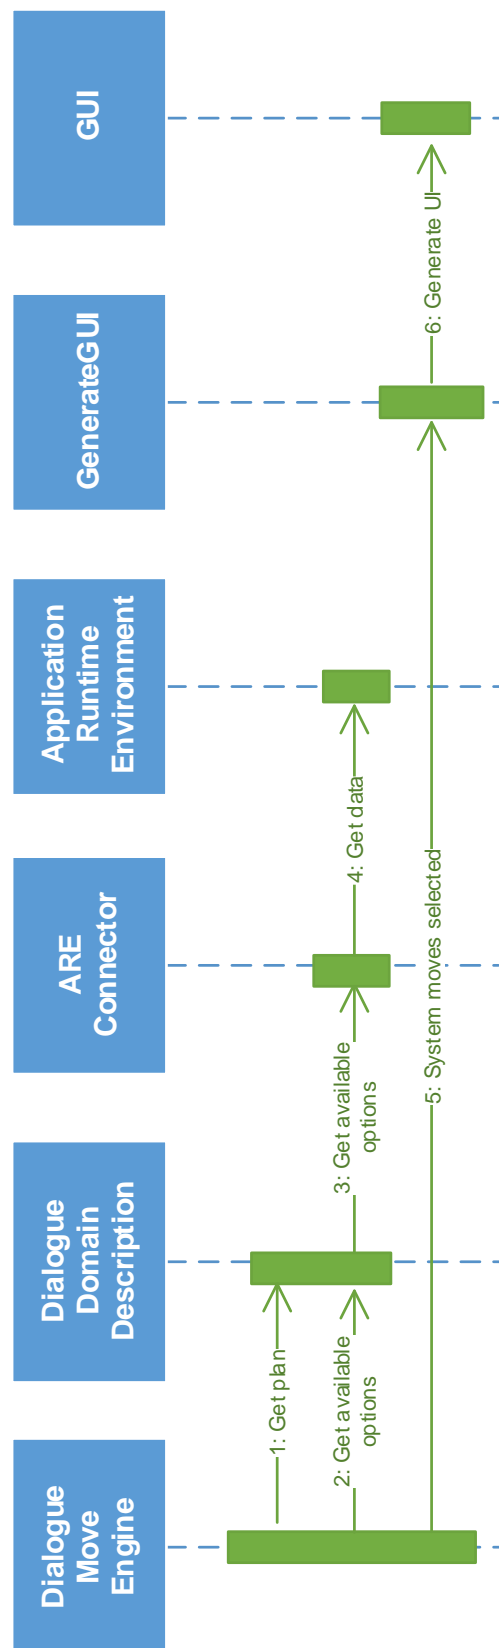 Dialogue
Move
Engine
Dialogue
Domain
Description
ARE
Connector
Application
Runtime
Environment
GenerateGUI
GUI
1: Get plan
2: Get available
options
3: Get available
options
4: Get data
5: System moves selected
6: Generate UI